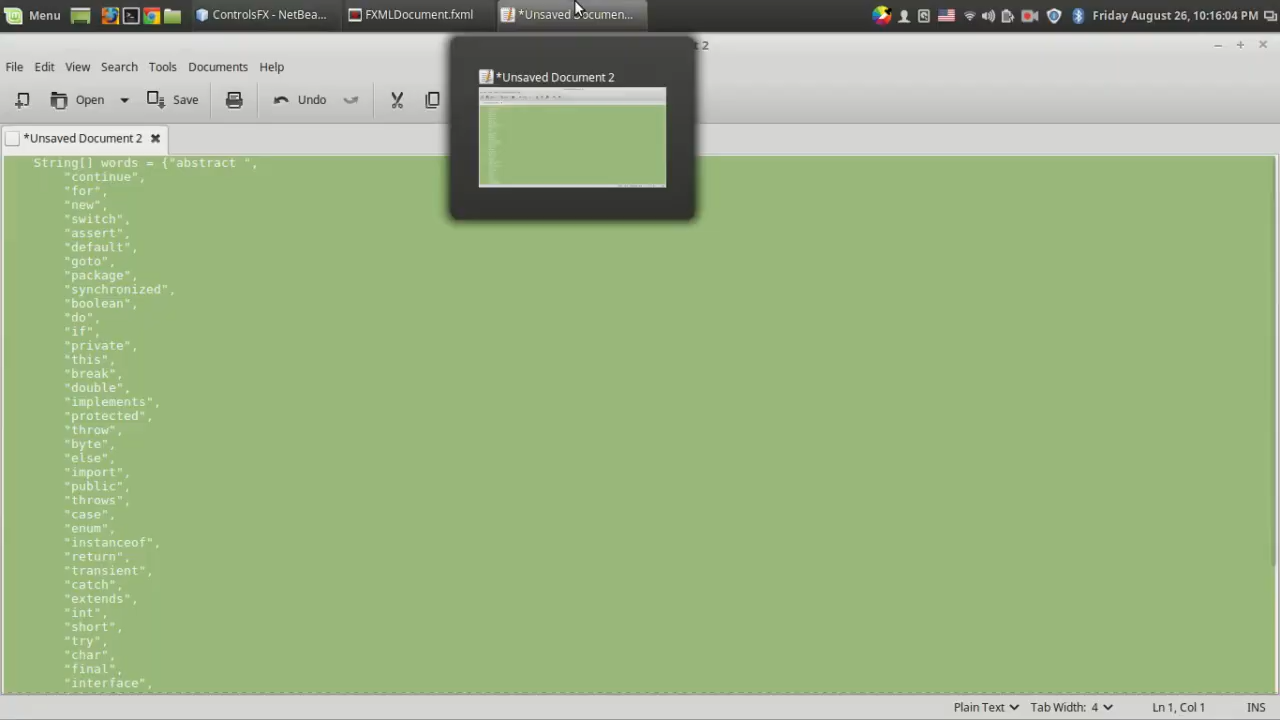 Menu
ControlsFX - NetBea...
FXMLDocument.fxml
*Unsaved Documen...
Friday August 26, 10:16:04 PM
t 2
File Edit View Search Tools Documents Help
*Unsaved Document 2
Open Save Undo
*Unsaved Document 2
String[] words = {"abstract ",
"continue",
"for",
"new",
"switch",
"assert",
"default",
"goto",
"package",
"synchronized",
"boolean",
"do",
"if",
"private",
"this",
"break",
"double",
"implements",
"protected",
"throw",
"byte",
"else",
"import",
"public",
"throws",
"case",
"enum",
"instanceof",
"return",
"transient",
"catch",
"extends",
"int",
"short",
"try",
"char",
"final",
"interface",
Plain Text Tab Width: 4 Ln 1, Col 1 INS